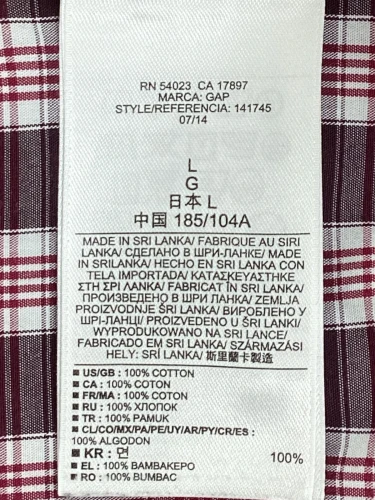 RN 54023 CA 17897
MARCA: GAP
STYLE/REFERENCIA: 141745
07/14
L
G
日本 L
中国 185/104A
MADE IN SRI LANKA/ FABRIQUE AU SIRI
LANKA/ СДЕЛАНО В ШРИ-ЛАНКЕ/ MADE
IN SRILANKA/ HECHO EN SRI LANKA CON
TELA IMPORTADA/ ΚΑΤΑΣΚΕΥΑΣΤΗΚΕ
ΣΤΗ ΣΡΙ ΛΑΝΚΑ/ FABRICAT ÎN SRI LANKA/
ПРОИЗВЕДЕНО В ШРИ ЛАНКА/ ZEMLJA
PROIZVODNJE ŠRI LANKA/ ВИРОБЛЕНО У
ШРІ-ЛАНЦІ/ PROIZVEDENO U ŠRI LANKI/
WYPRODUKOWANO NA SRI LANCE/
FABRICADO EM SRI LANKA/ SZÁRMAZÁSI
HELY: SRÍ LANKA/ 斯里蘭卡製造
■ US/GB : 100% COTTON
■ CA : 100% COTON
■ FR/MA : 100% COTON
■ RU : 100% ХЛОПОК
■ TR : 100% PAMUK
■ CL/CO/MX/PA/PE/UY/AR/PY/CR/ES :
100% ALGODON
■ KR : 면 100%
■ EL : 100% ΒΑΜΒΑΚΕΡΟ
■ RO : 100% BUMBAC